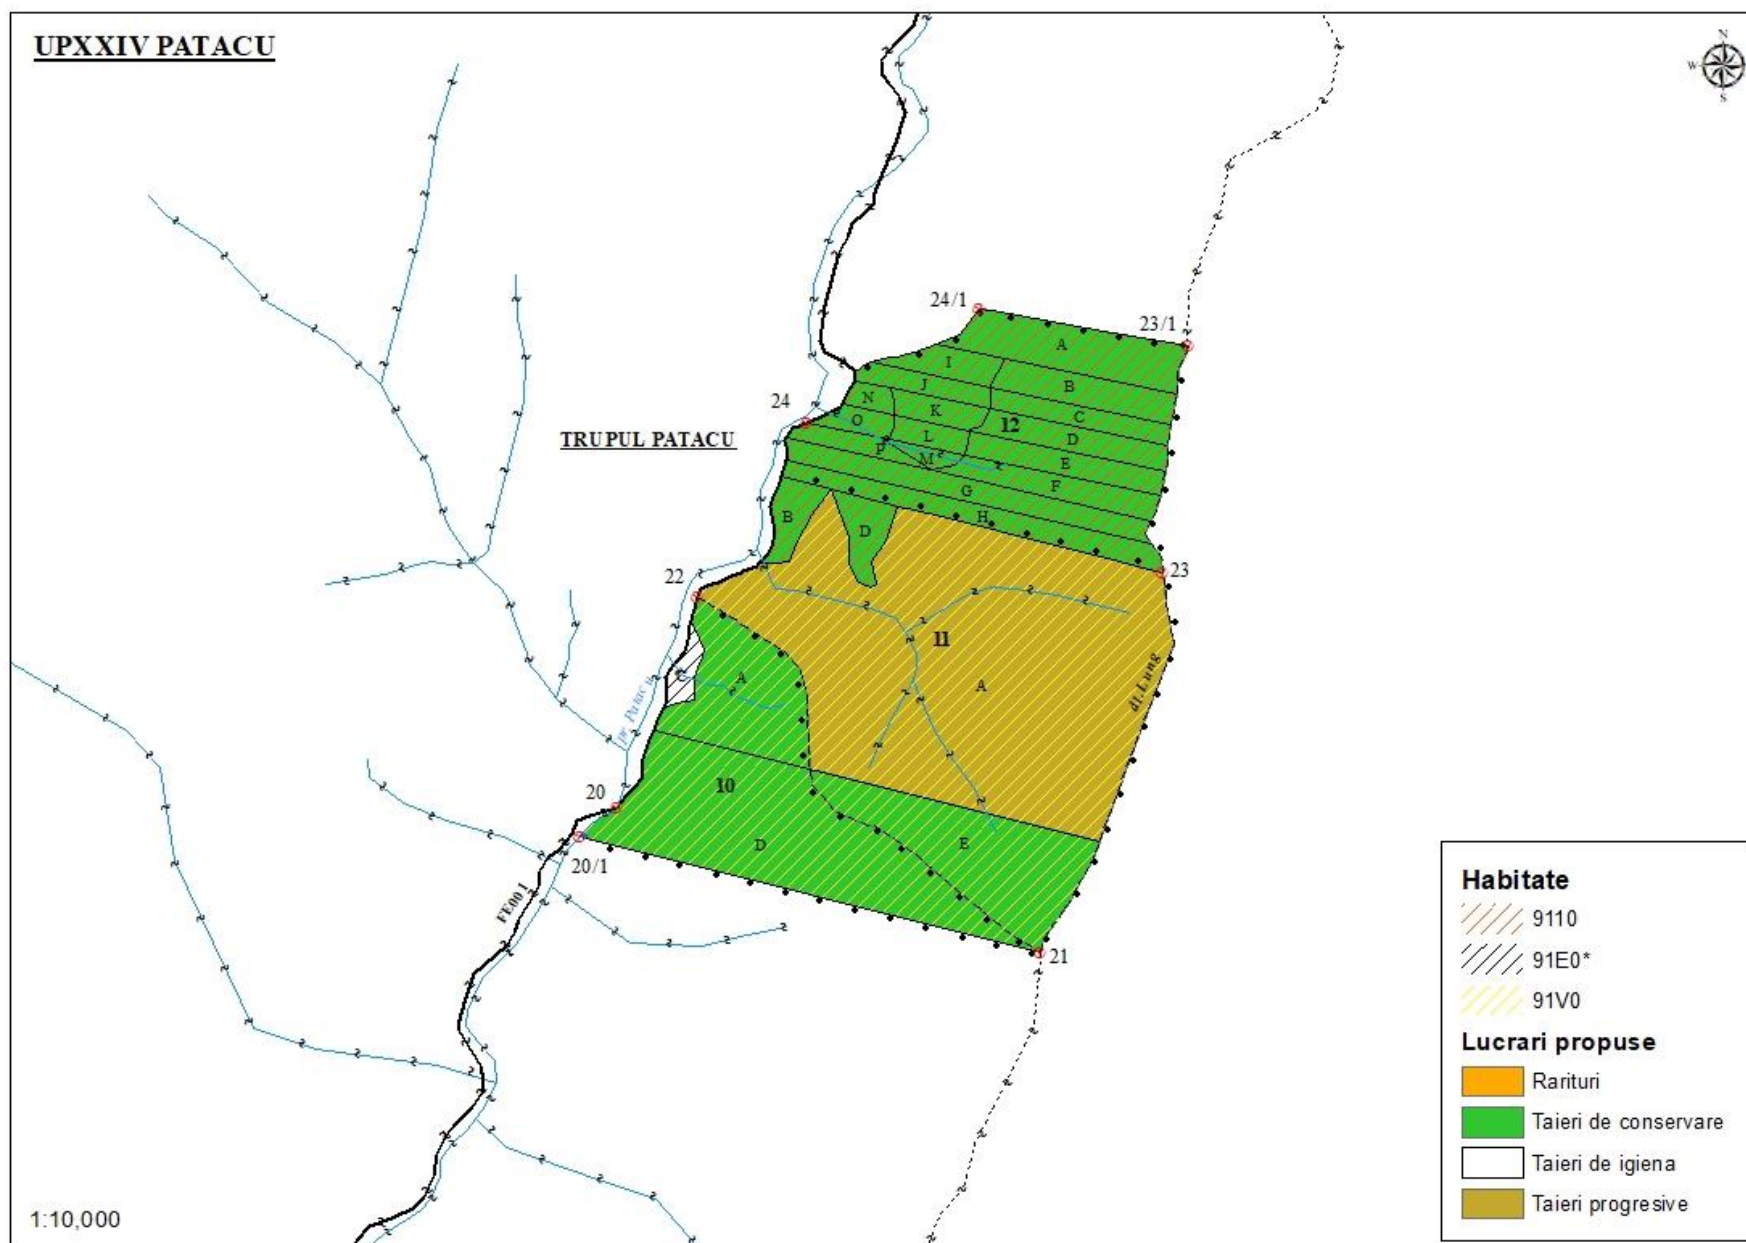 UPXXIV PATACU
N
W
S
24/1
23/1
A
I
B
J
24
N
K
C
TRUPUL PATACU
O
12
D
L
P
M
E
F
G
B
D
H
22
23
11
A
A
dl. Lung
pr. Patacu
20
10
D
E
20/1
FE001
21
Habitate
9110
91E0*
91V0
Lucrari propuse
Rarituri
Taieri de conservare
Taieri de igiena
Taieri progresive
1:10,000